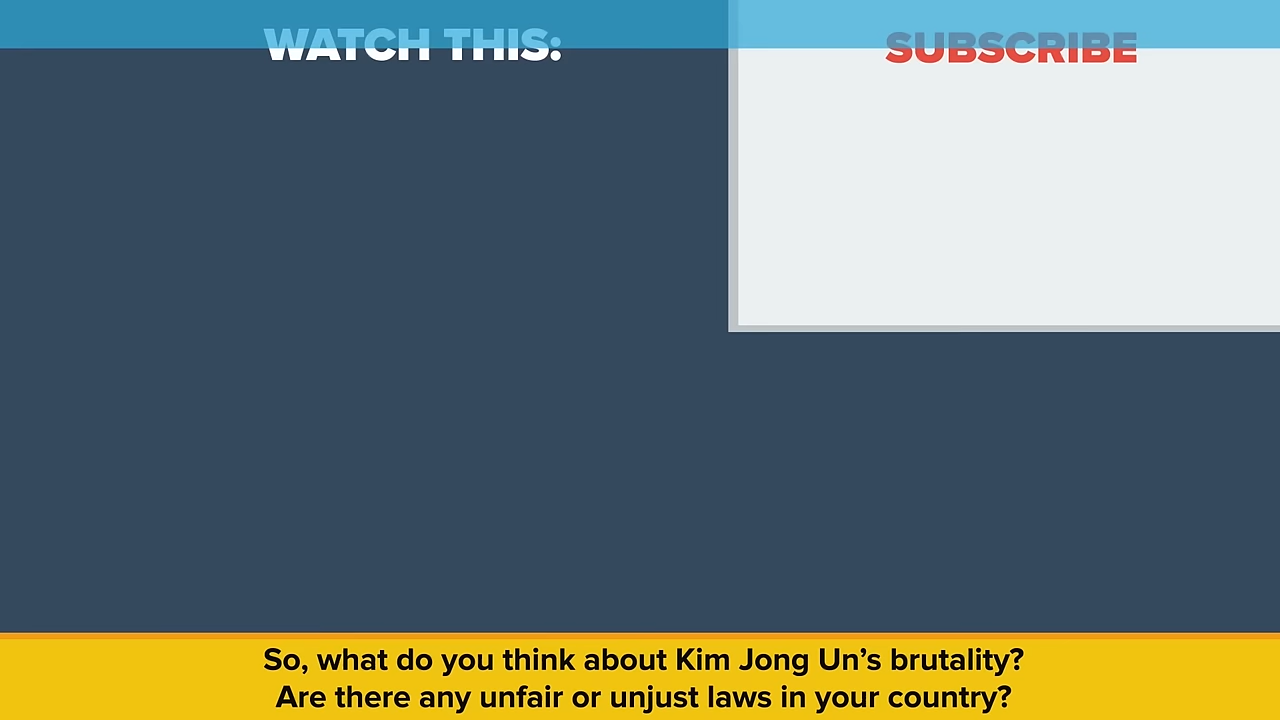 WATCH THIS:
SUBSCRIBE
So, what do you think about Kim Jong Un’s brutality?
Are there any unfair or unjust laws in your country?